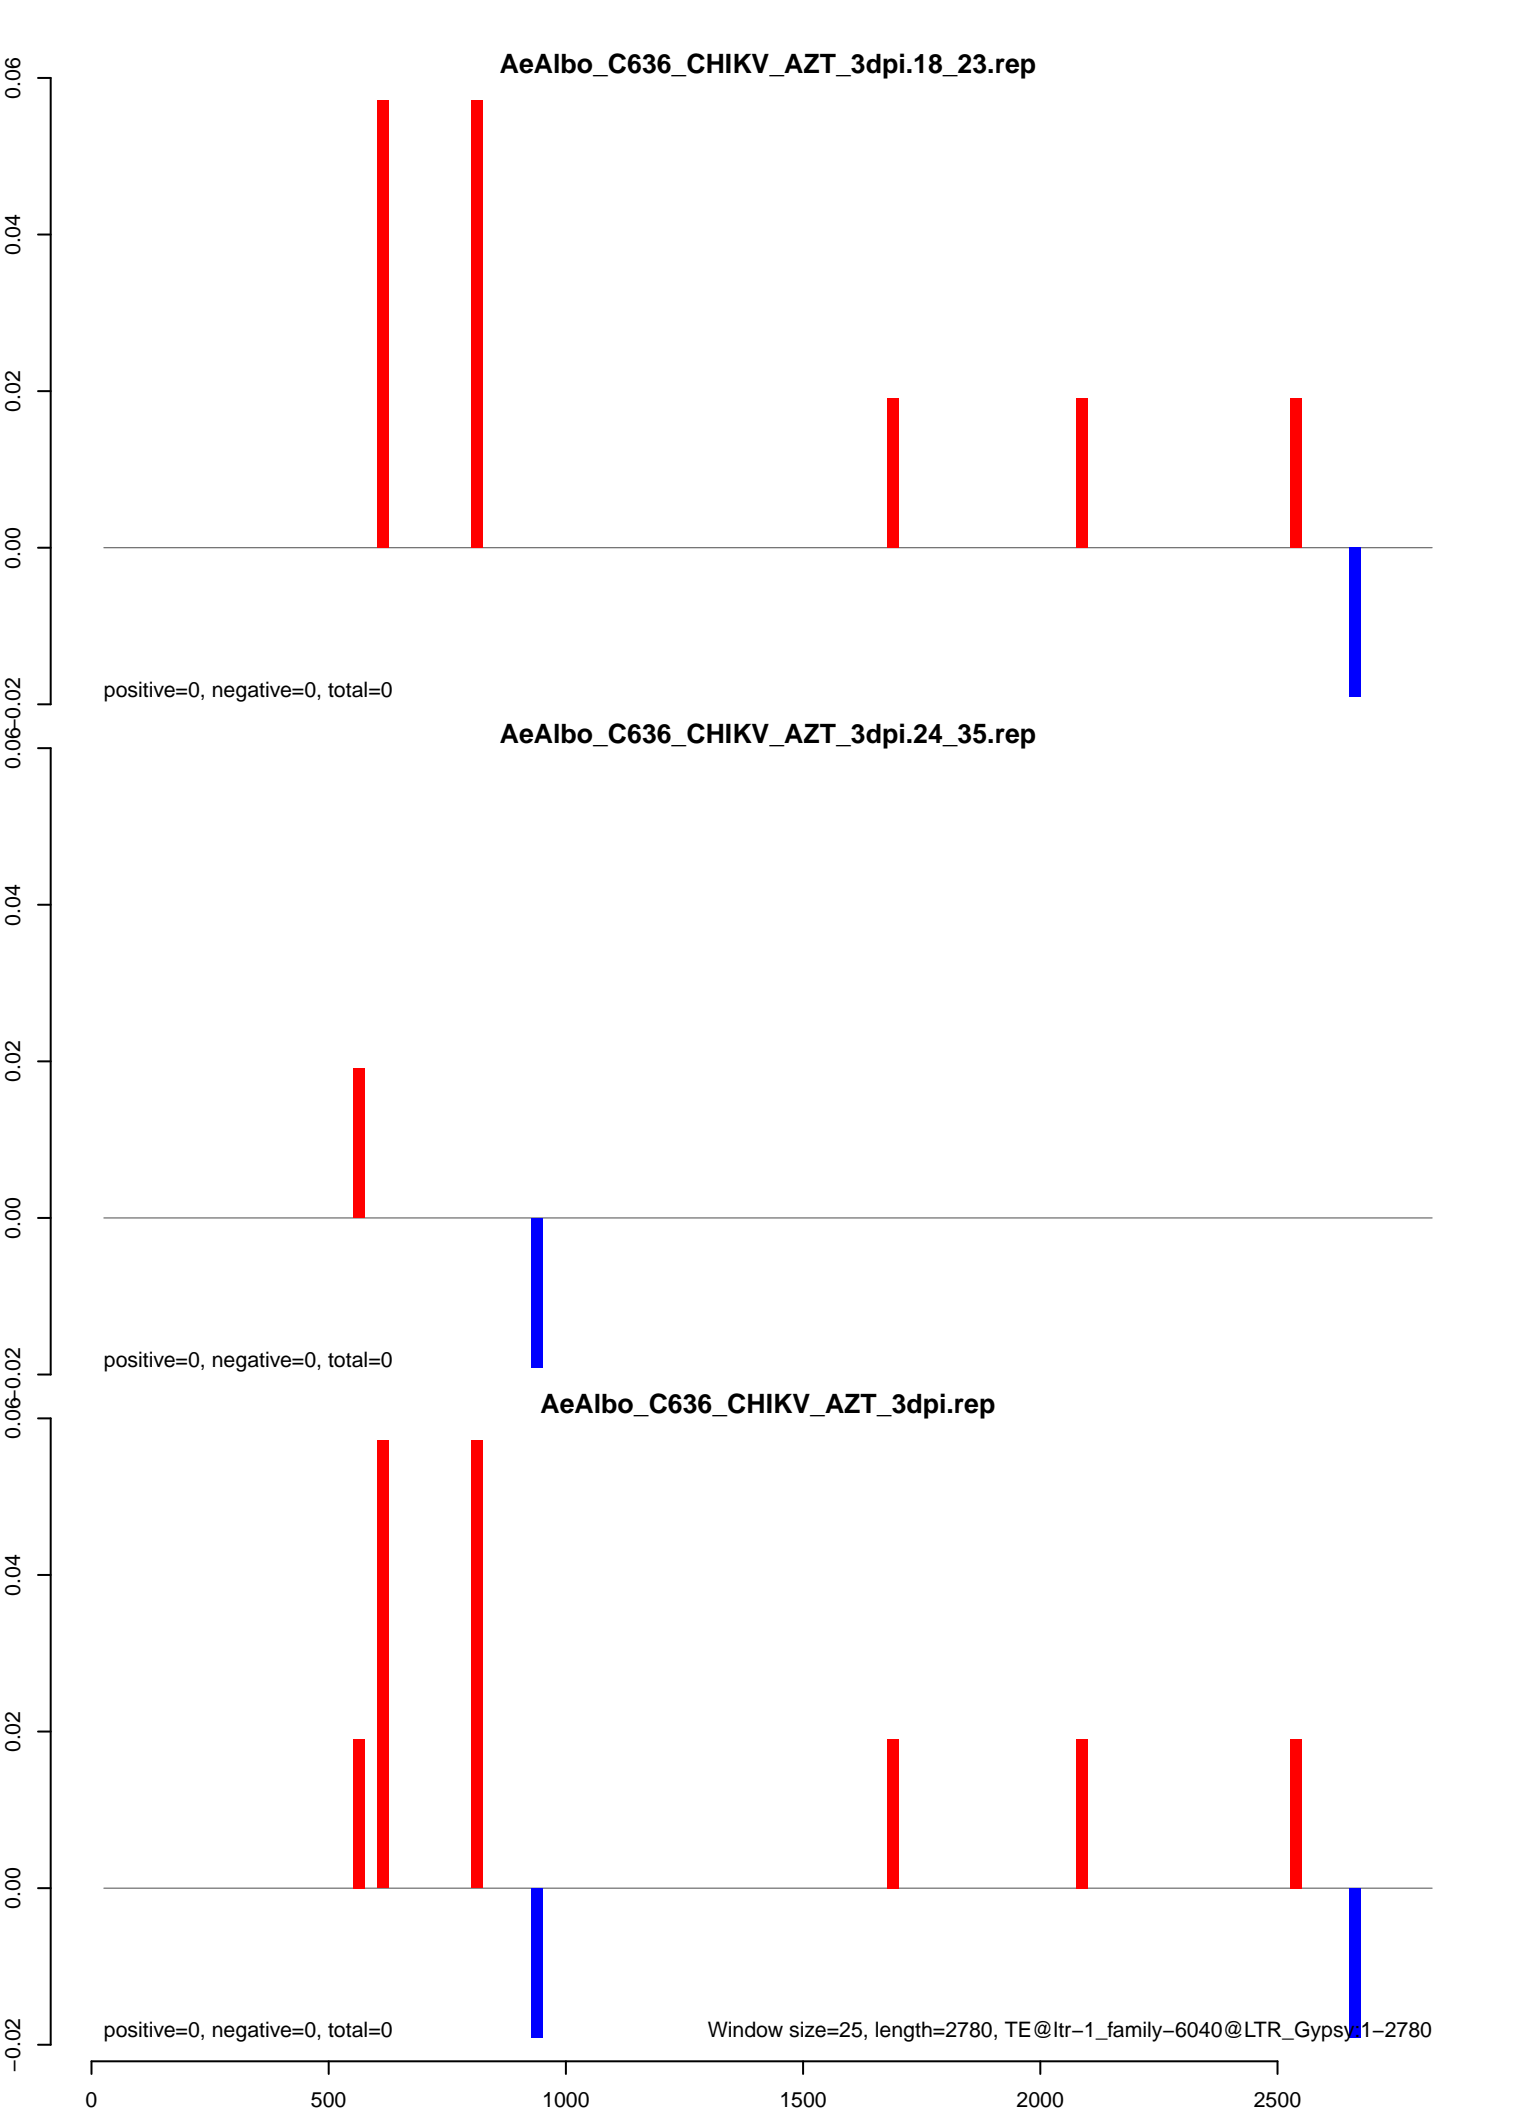 AeAlbo_C636_CHIKV_AZT_3dpi.18_23.rep
0.06
0.04
0.02
0.00
−0.02
positive=0, negative=0, total=0
AeAlbo_C636_CHIKV_AZT_3dpi.24_35.rep
0.06
0.04
0.02
0.00
−0.02
positive=0, negative=0, total=0
AeAlbo_C636_CHIKV_AZT_3dpi.rep
0.06
0.04
0.02
0.00
−0.02
positive=0, negative=0, total=0
Window size=25, length=2780, TE@ltr−1_family−6040@LTR_Gypsy:1−2780
0 500 1000 1500 2000 2500